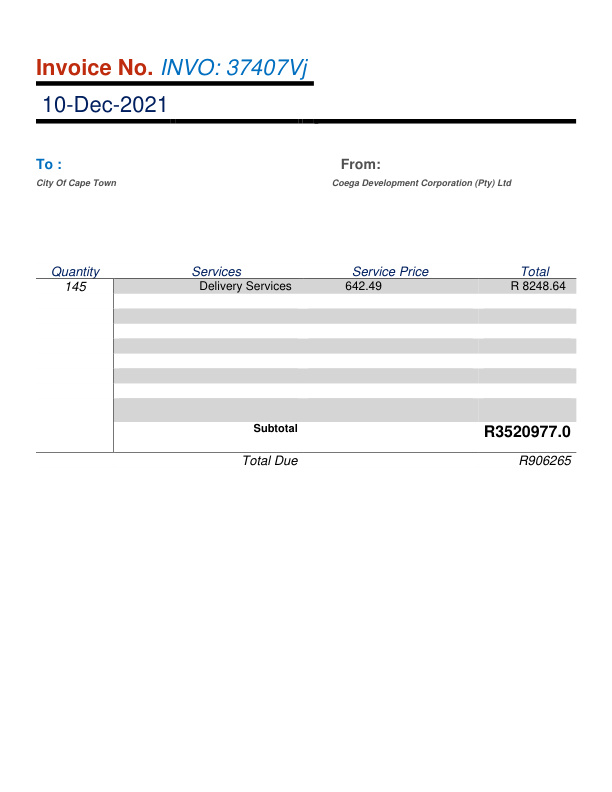 Invoice No. INVO: 37407Vj
10-Dec-2021
To : From:
City Of Cape Town Coega Development Corporation (Pty) Ltd
Quantity Services Service Price Total
145 Delivery Services 642.49 R 8248.64
Subtotal R3520977.0
Total Due R906265